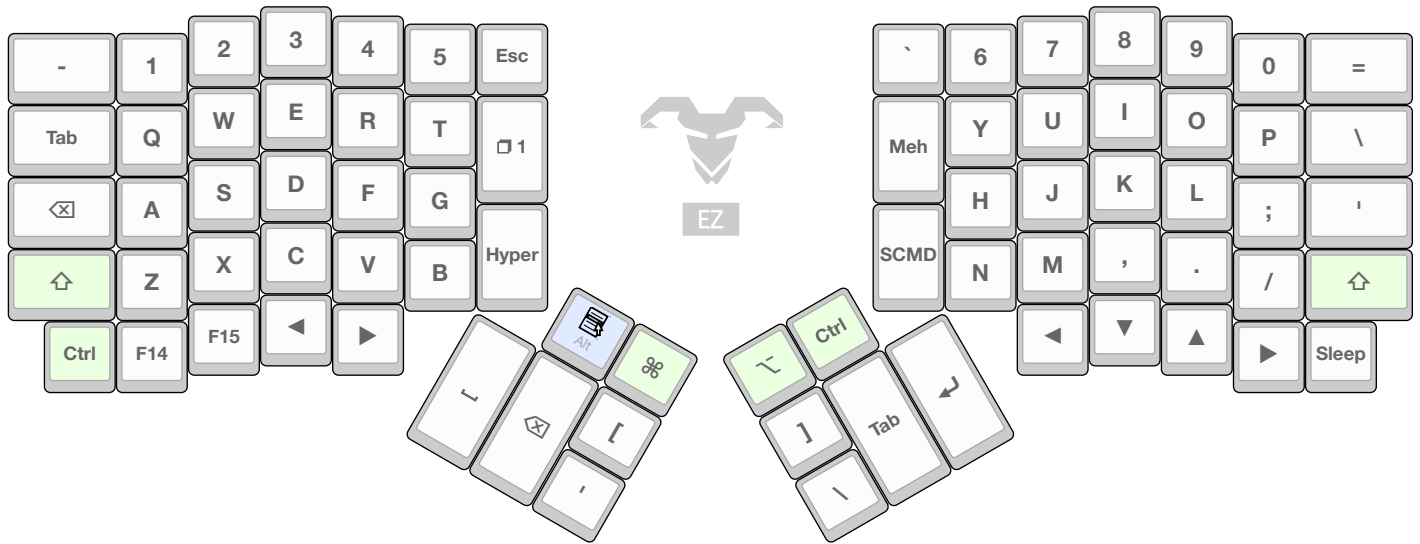 - 1 2 3 4 5 Esc
Tab Q W E R T 1
A S D F G
Z X C V B Hyper
Ctrl F14 F15 ◀ ▶
Alt ⌘
[
'
` 6 7 8 9 0 =
Meh Y U I O P \
H J K L ; '
SCMD N M , . /
◀ ▼ ▲ ▶ Sleep
⌥ Ctrl
] Tab
\
EZ